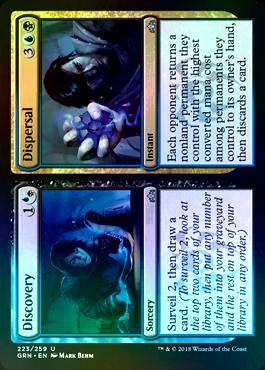 Discovery 1
Sorcery
Surveil 2, then draw a
card. (To surveil 2, look at
the top two cards of your
library, then put any number
of them into your graveyard
and the rest on top of your
library in any order.)
Dispersal 3
Instant
Each opponent returns a
nonland permanent they
control with the highest
converted mana cost
among permanents they
control to its owner's hand,
then discards a card.
223/259 U
GRN • EN MARK BEHM
™ & © 2018 Wizards of the Coast